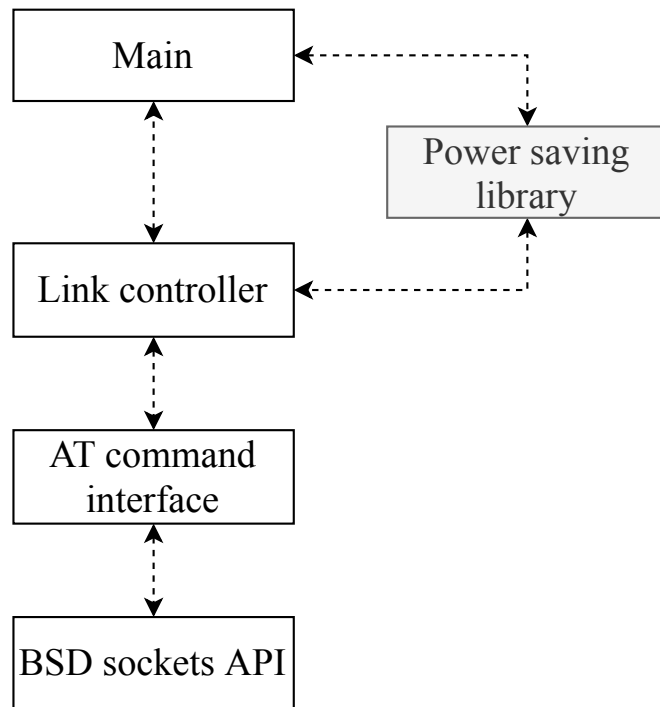 Main
Power saving
library
Link controller
AT command
interface
BSD sockets API